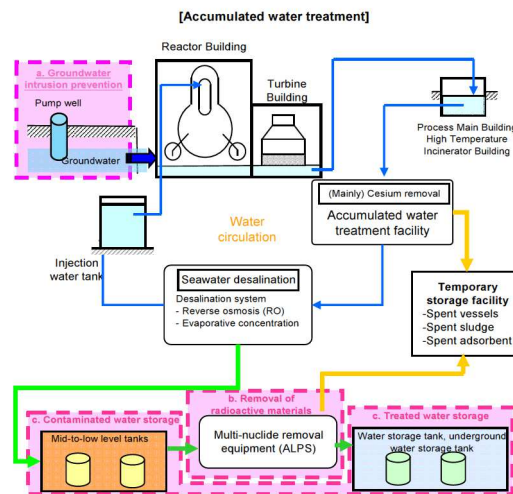 [Accumulated water treatment]
Reactor Building
a. Groundwater
intrusion prevention
Pump well
Groundwater
Turbine
Building
Process Main Building
High Temperature
Incinerator Building
(Mainly) Cesium removal
Accumulated water
treatment facility
Water
circulation
Injection
water tank
Seawater desalination
Desalination system
- Reverse osmosis (RO)
- Evaporative concentration
Temporary
storage facility
-Spent vessels
-Spent sludge
-Spent adsorbent
b. Removal of
radioactive materials
c. Contaminated water storage
Mid-to-low level tanks
Multi-nuclide removal
equipment (ALPS)
c. Treated water storage
Water storage tank, underground
water storage tank